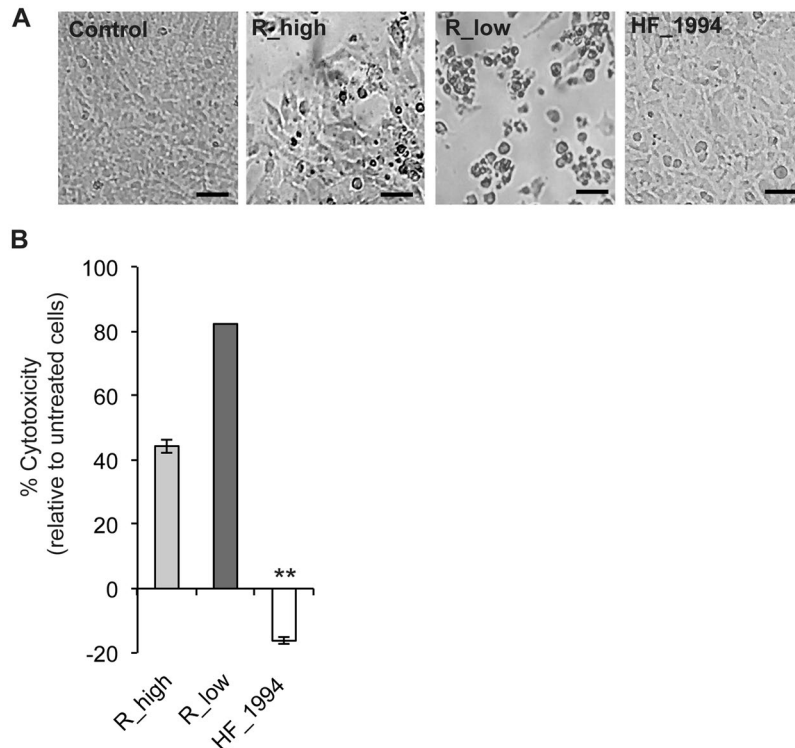 A
Control
R_high
R_low
HF_1994
B
% Cytotoxicity
(relative to untreated cells)
100
80
60
40
20
0
-20
**
R_high
R_low
HF_1994